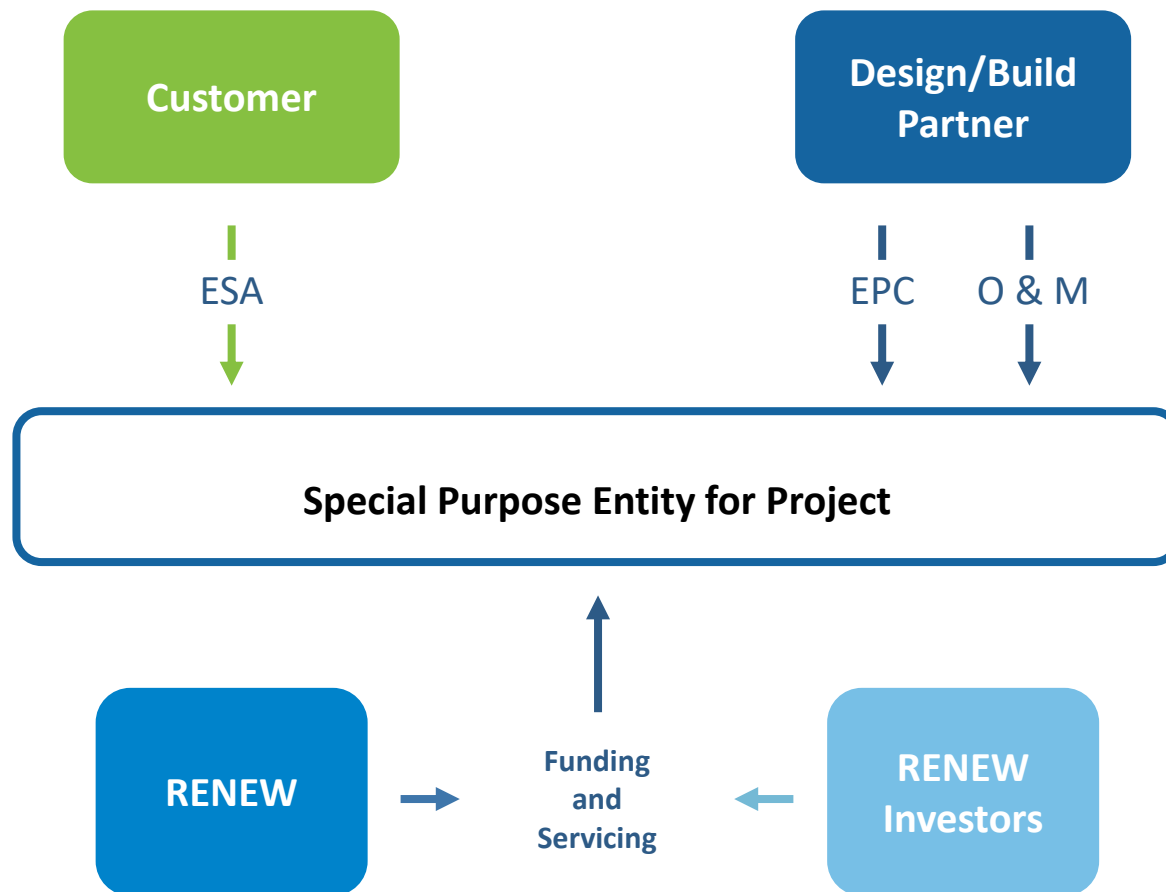 Customer
Design/Build
Partner
ESA
EPC
O & M
Special Purpose Entity for Project
RENEW
Funding
and
Servicing
RENEW
Investors